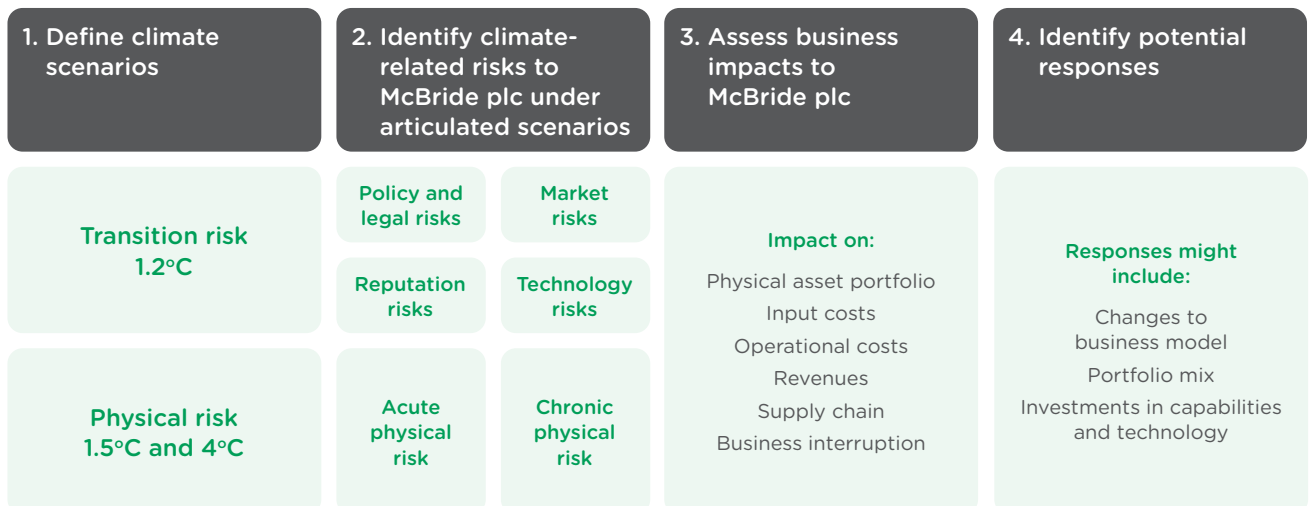 1. Define climate
scenarios
2. Identify climate-
related risks to
McBride plc under
articulated scenarios
3. Assess business
impacts to
McBride plc
4. Identify potential
responses
Transition risk
1.2°C
Policy and
legal risks
Market
risks
Reputation
risks
Technology
risks
Physical risk
1.5°C and 4°C
Acute
physical
risk
Chronic
physical
risk
Impact on:
Physical asset portfolio
Input costs
Operational costs
Revenues
Supply chain
Business interruption
Responses might
include:
Changes to
business model
Portfolio mix
Investments in capabilities
and technology